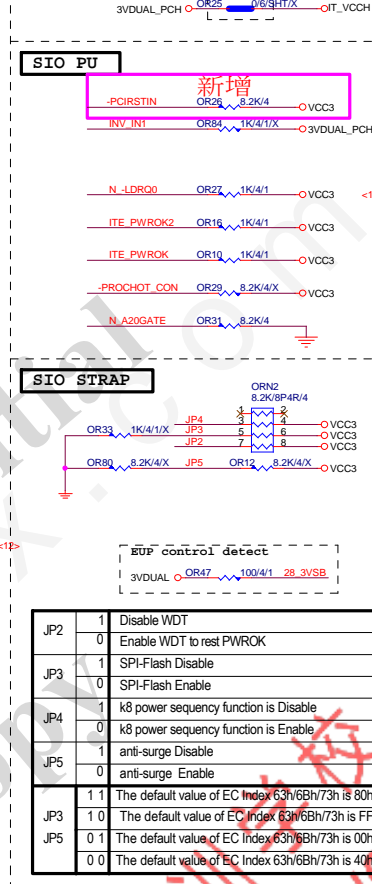 3VDUAL_PCH OR25 0/6/SHT/X IT_VCCH
SIO PU
新增
-PCIRSTIN OR26 8.2K/4 VCC3
INV_IN1 OR84 1K/4/1/X 3VDUAL_PCH
N_-LDRQ0 OR27 1K/4/1 VCC3
ITE_PWROK2 OR16 1K/4/1 VCC3
ITE_PWROK OR10 1K/4/1 VCC3
-PROCHOT_CON OR29 8.2K/4/X VCC3
N_A20GATE OR31 8.2K/4
SIO STRAP
ORN2
8.2K/8P4R/4
1 2
JP4 3 4 VCC3
OR33 1K/4/1/X JP3 5 6 VCC3
JP2 7 8 VCC3
OR80 8.2K/4/X JP5 OR12 8.2K/4/X VCC3
<12>
EUP control detect
3VDUAL OR47 100/4/1 28_3VSB
JP2 1 Disable WDT
0 Enable WDT to rest PWROK
JP3 1 SPI-Flash Disable
0 SPI-Flash Enable
JP4 1 k8 power sequency function is Disable
0 k8 power sequency function is Enable
JP5 1 anti-surge Disable
0 anti-surge Enable
JP3 JP5 1 1 The default value of EC Index 63h/6Bh/73h is 80h
1 0 The default value of EC Index 63h/6Bh/73h is FF
0 1 The default value of EC Index 63h/6Bh/73h is 00h
0 0 The default value of EC Index 63h/6Bh/73h is 40h